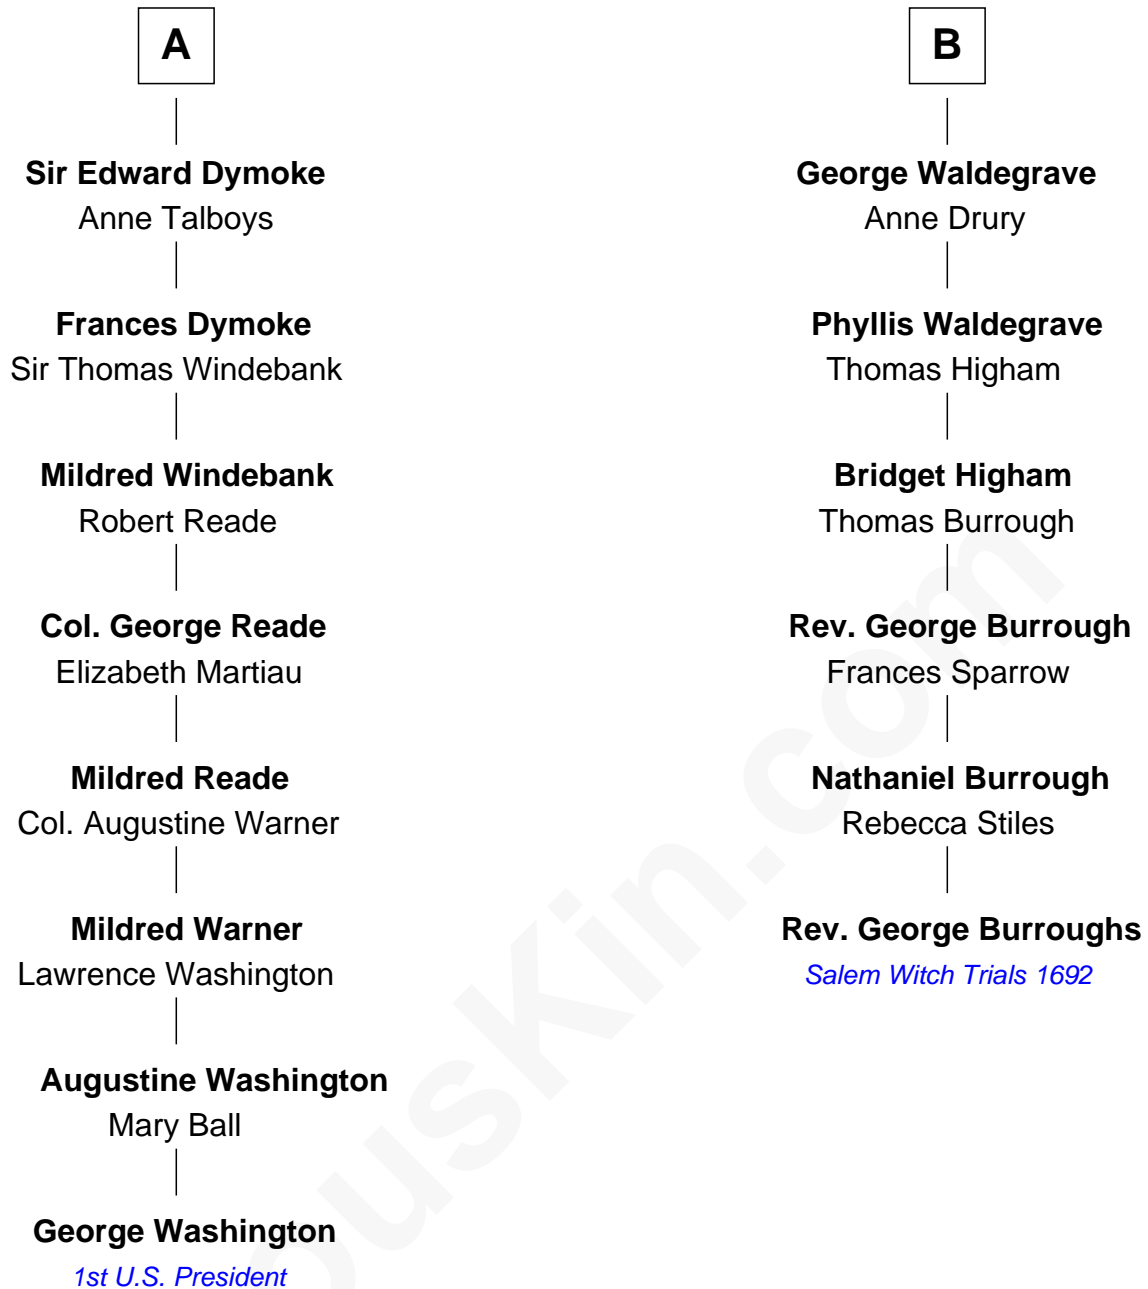 A
Sir Edward Dymoke
Anne Talboys
Frances Dymoke
Sir Thomas Windebank
Mildred Windebank
Robert Reade
Col. George Reade
Elizabeth Martiau
Mildred Reade
Col. Augustine Warner
Mildred Warner
Lawrence Washington
Augustine Washington
Mary Ball
George Washington
1st U.S. President
B
George Waldegrave
Anne Drury
Phyllis Waldegrave
Thomas Higham
Bridget Higham
Thomas Burrough
Rev. George Burrough
Frances Sparrow
Nathaniel Burrough
Rebecca Stiles
Rev. George Burroughs
Salem Witch Trials 1692
ousKin.com